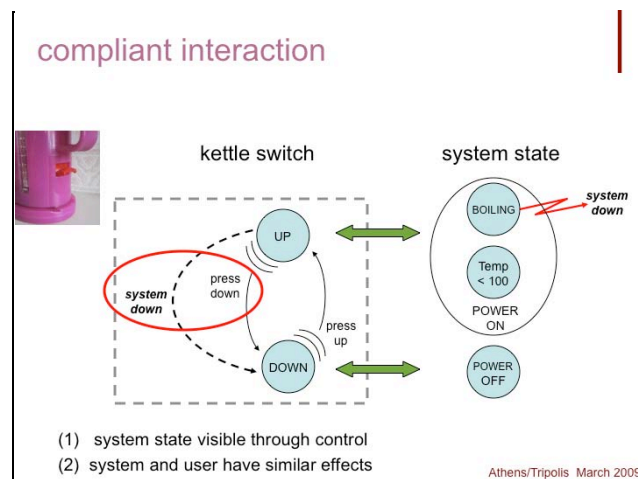 compliant interaction
kettle switch
system state
UP
press
down
system
down
press
up
DOWN
BOILING
system
down
Temp
< 100
POWER
ON
POWER
OFF
(1) system state visible through control
(2) system and user have similar effects
Athens/Tripolis March 2009